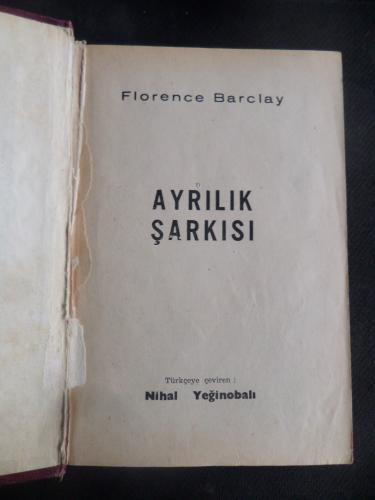 Florence Barclay
AYRILIK
ŞARKISI
Türkçeye çeviren :
Nihal Yeğinobalı